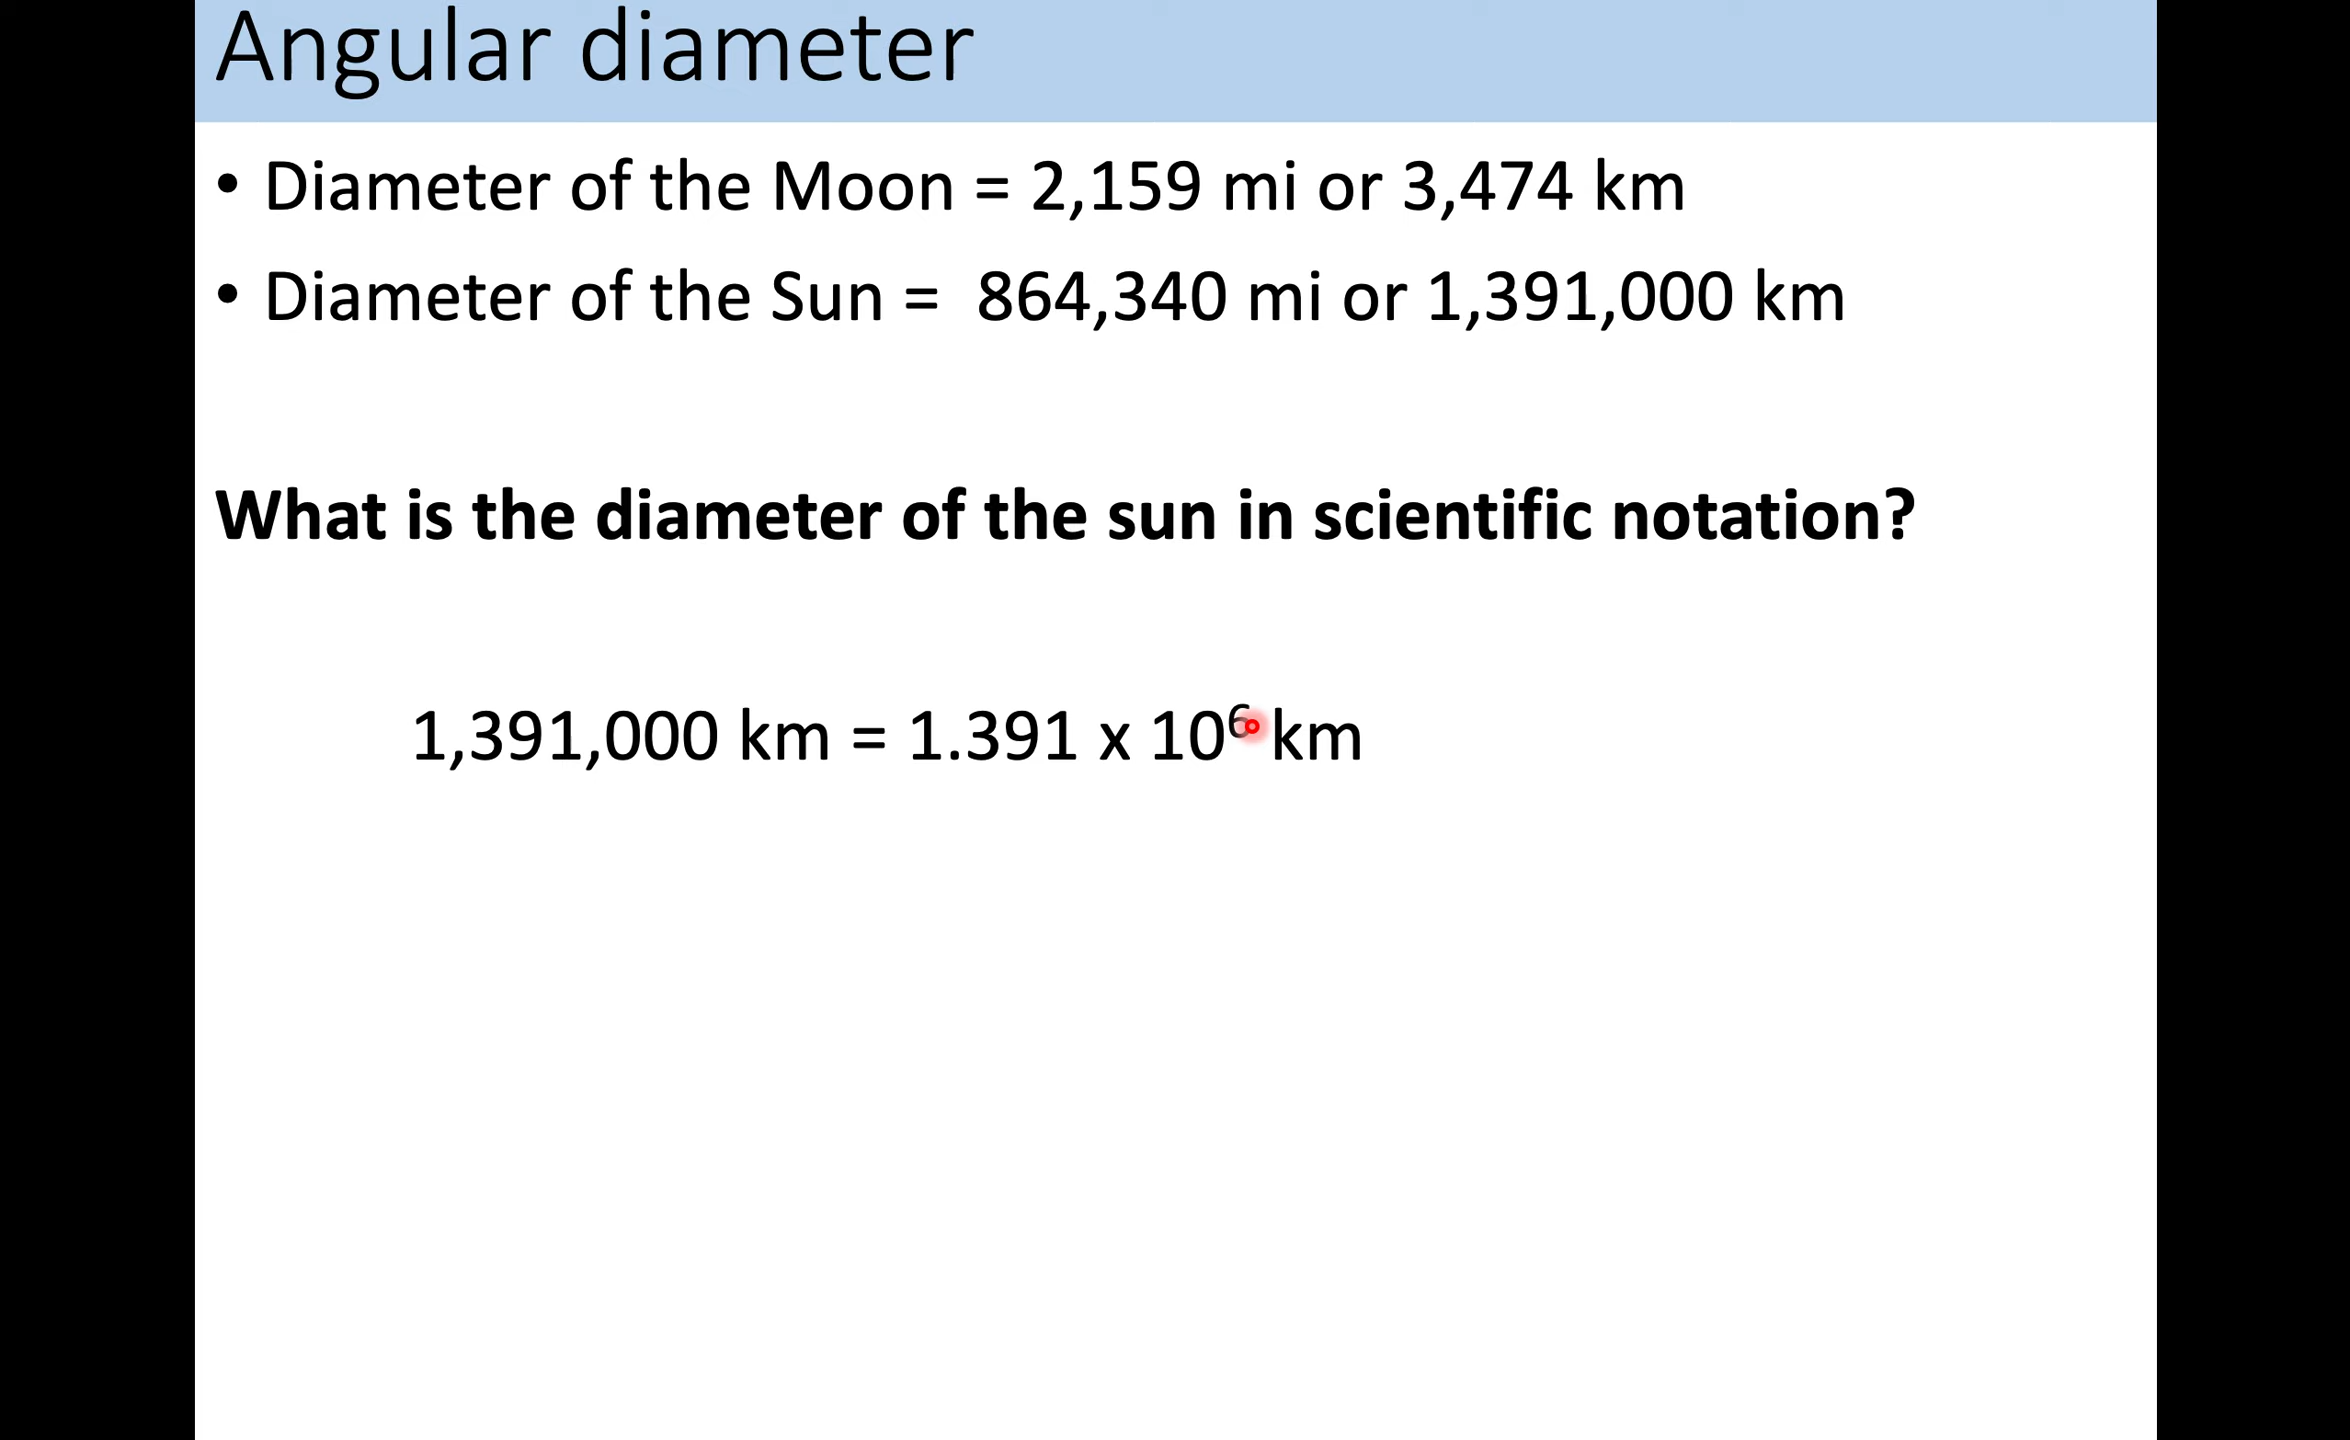 Angular diameter
• Diameter of the Moon = 2,159 mi or 3,474 km
• Diameter of the Sun = 864,340 mi or 1,391,000 km
What is the diameter of the sun in scientific notation?
1,391,000 km = 1.391 x 10⁶ km